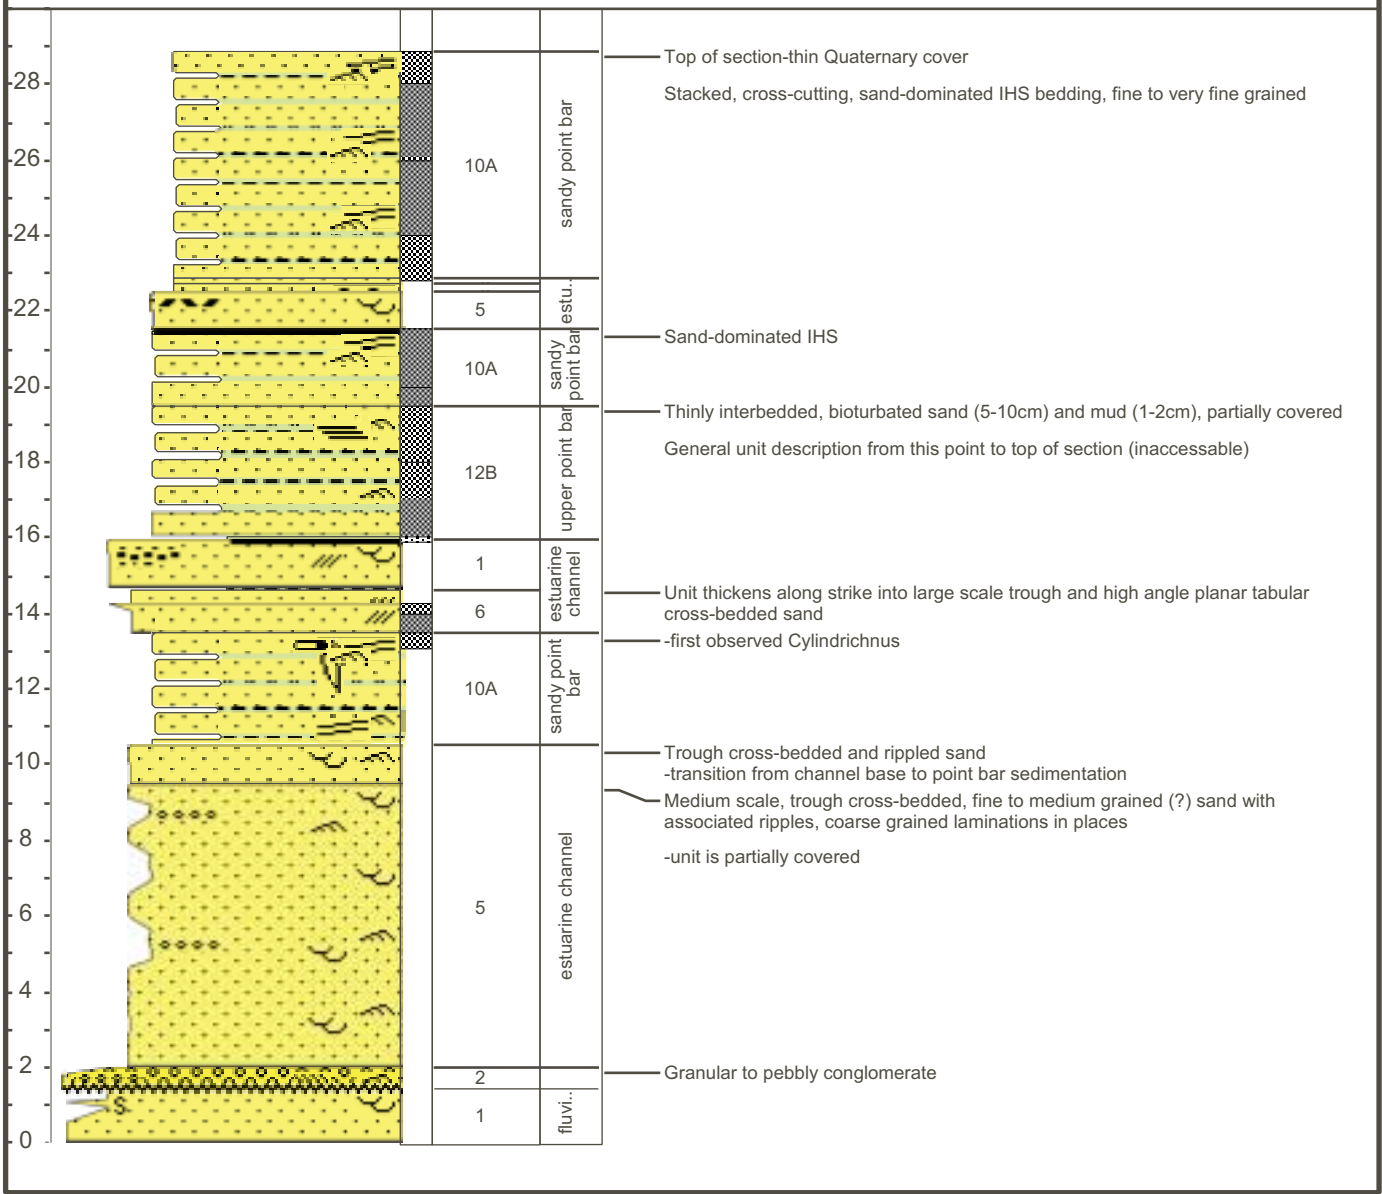 Top of section-thin Quaternary cover
28
Stacked, cross-cutting, sand-dominated IHS bedding, fine to very fine grained
26
10A
sandy point bar
24
22
5
estu..
Sand-dominated IHS
20
10A
sandy
point bar
Thinly interbedded, bioturbated sand (5-10cm) and mud (1-2cm), partially covered
General unit description from this point to top of section (inaccessable)
18
12B
upper point bar
16
1
estuarine
channel
Unit thickens along strike into large scale trough and high angle planar tabular
cross-bedded sand
14
6
-first observed Cylindrichnus
12
10A
sandy point
bar
10
Trough cross-bedded and rippled sand
-transition from channel base to point bar sedimentation
Medium scale, trough cross-bedded, fine to medium grained (?) sand with
associated ripples, coarse grained laminations in places
8
-unit is partially covered
6
5
estuarine channel
4
2
2
Granular to pebbly conglomerate
S
1
fluvi..
0